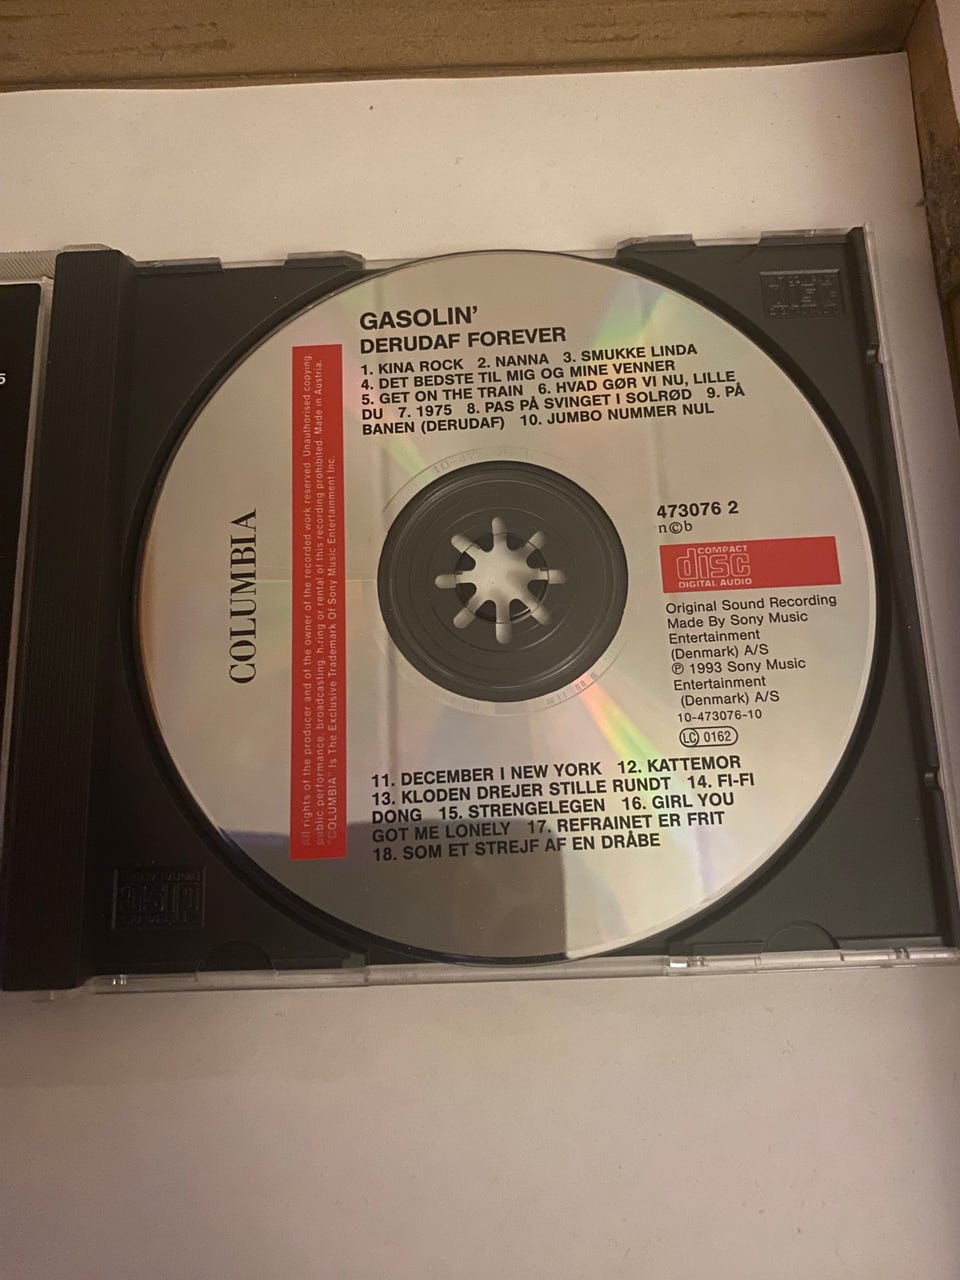 GASOLIN'
DERUDAF FOREVER
1. KINA ROCK 2. NANNA 3. SMUKKE LINDA
4. DET BEDSTE TIL MIG OG MINE VENNER
5. GET ON THE TRAIN 6. HVAD GØR VI NU, LILLE
DU 7. 1975 8. PAS PÅ SVINGET I SOLRØD 9. PÅ
BANEN (DERUDAF) 10. JUMBO NUMMER NUL
COLUMBIA
All rights of the producer and of the owner of the recorded work reserved. Unauthorised copying,
public performance, broadcasting, h.ring or rental of this recording prohibited. Made in Austria.
"COLUMBIA" Is The Exclusive Trademark Of Sony Music Entertainment Inc.
473076 2
n©b
COMPACT
disc
DIGITAL AUDIO
Original Sound Recording
Made By Sony Music
Entertainment
(Denmark) A/S
℗ 1993 Sony Music
Entertainment
(Denmark) A/S
10-473076-10
LC 0162
11. DECEMBER I NEW YORK 12. KATTEMOR
13. KLODEN DREJER STILLE RUNDT 14. FI-FI
DONG 15. STRENGELEGEN 16. GIRL YOU
GOT ME LONELY 17. REFRAINET ER FRIT
18. SOM ET STREJF AF EN DRÅBE